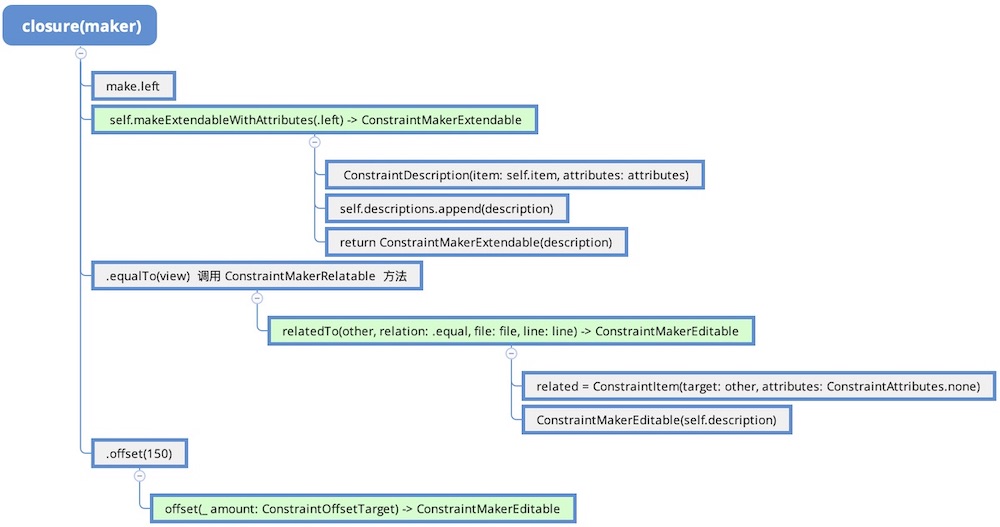 closure(maker)
make.left
self.makeExtendableWithAttributes(.left) -> ConstraintMakerExtendable
ConstraintDescription(item: self.item, attributes: attributes)
self.descriptions.append(description)
return ConstraintMakerExtendable(description)
.equalTo(view) 调用 ConstraintMakerRelatable 方法
relatedTo(other, relation: .equal, file: file, line: line) -> ConstraintMakerEditable
related = ConstraintItem(target: other, attributes: ConstraintAttributes.none)
ConstraintMakerEditable(self.description)
.offset(150)
offset(_ amount: ConstraintOffsetTarget) -> ConstraintMakerEditable